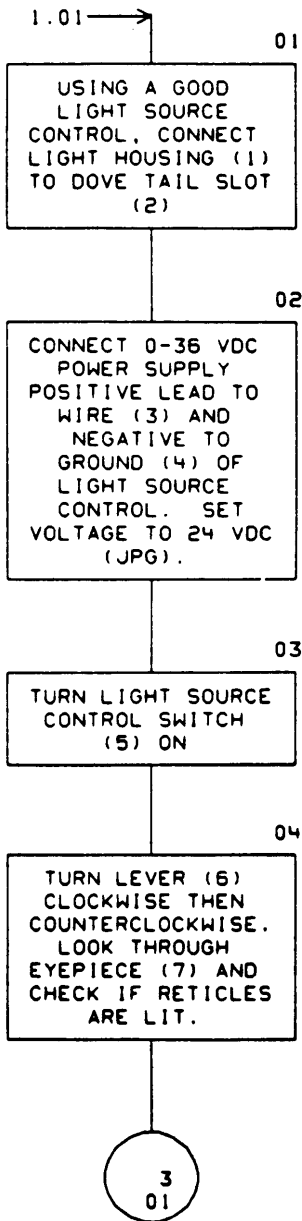 1.01
01
USING A GOOD
LIGHT SOURCE
CONTROL, CONNECT
LIGHT HOUSING (1)
TO DOVE TAIL SLOT
(2)
02
CONNECT 0-36 VDC
POWER SUPPLY
POSITIVE LEAD TO
WIRE (3) AND
NEGATIVE TO
GROUND (4) OF
LIGHT SOURCE
CONTROL. SET
VOLTAGE TO 24 VDC
(JPG).
03
TURN LIGHT SOURCE
CONTROL SWITCH
(5) ON
04
TURN LEVER (6)
CLOCKWISE THEN
COUNTERCLOCKWISE.
LOOK THROUGH
EYEPIECE (7) AND
CHECK IF RETICLES
ARE LIT.
3
01